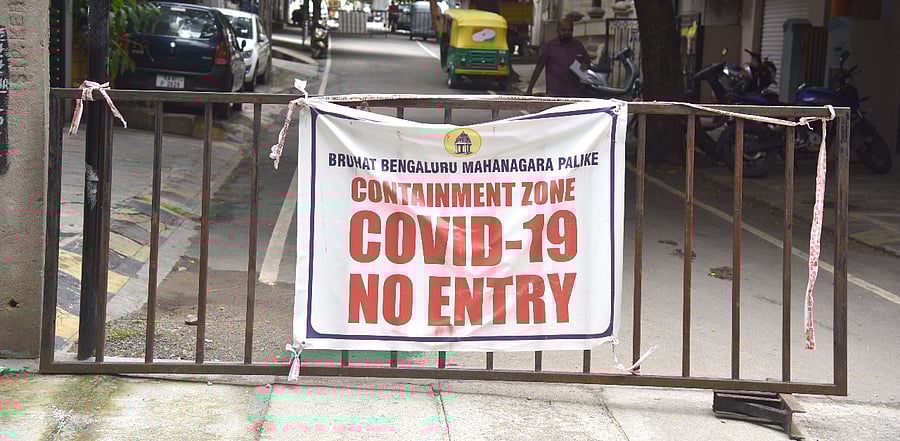 BRUHAT BENGALURU MAHANAGARA PALIKE
CONTAINMENT ZONE
COVID-19
NO ENTRY